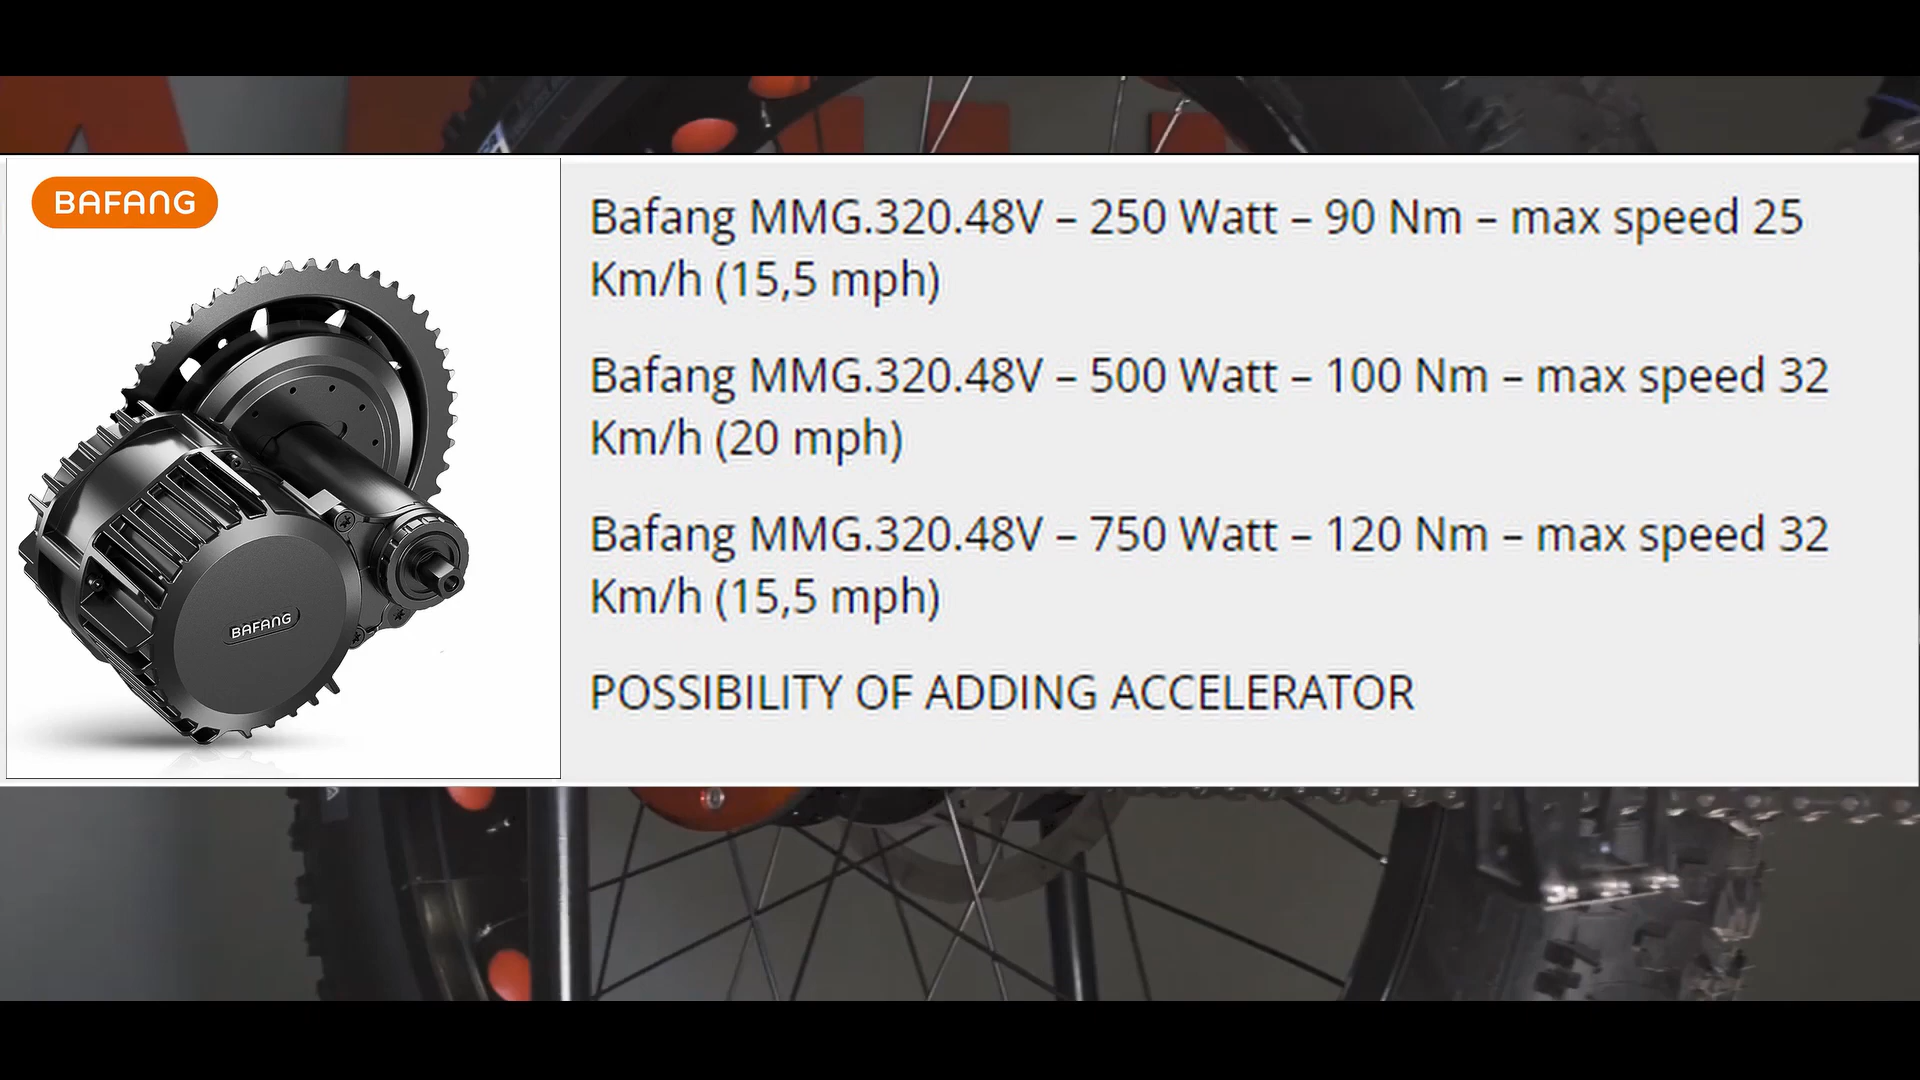 BAFANG
Bafang MMG.320.48V – 250 Watt – 90 Nm – max speed 25
Km/h (15,5 mph)
Bafang MMG.320.48V – 500 Watt – 100 Nm – max speed 32
Km/h (20 mph)
Bafang MMG.320.48V – 750 Watt – 120 Nm – max speed 32
Km/h (15,5 mph)
POSSIBILITY OF ADDING ACCELERATOR
BAFANG